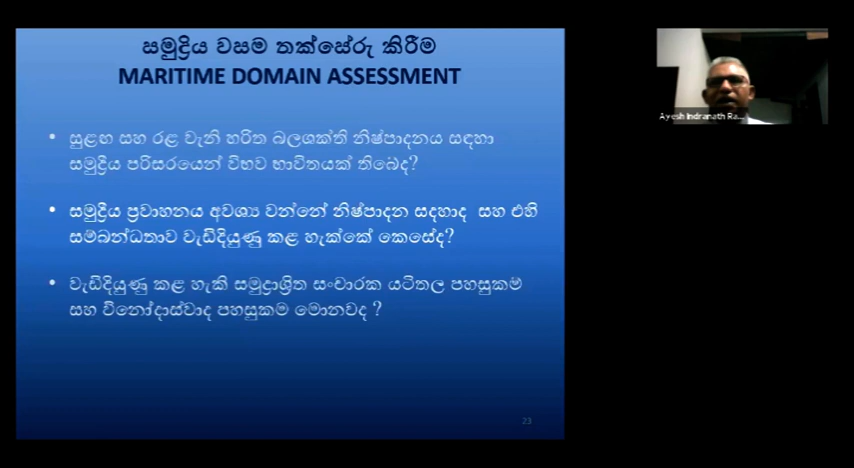 සමුද්‍රීය වසම තක්සේරු කිරීම
MARITIME DOMAIN ASSESSMENT
• සුළඟ සහ රළ වැනි හරිත බලශක්ති නිෂ්පාදනය සඳහා
සමුද්‍රීය පරිසරයෙන් විභව භාවිතයක් තිබේද?
• සමුද්‍රීය ප්‍රවාහනය අවශ්‍ය වන්නේ නිෂ්පාදන සදහාද සහ එහි
සම්බන්ධතාව වැඩිදියුණු කළ හැක්කේ කෙසේද?
• වැඩිදියුණු කළ හැකි සමුද්‍රාශ්‍රිත සංචාරක යටිතල පහසුකම්
සහ විනෝදාස්වාද පහසුකම් මොනවද ?
23
Ayesh Indranath Ra...